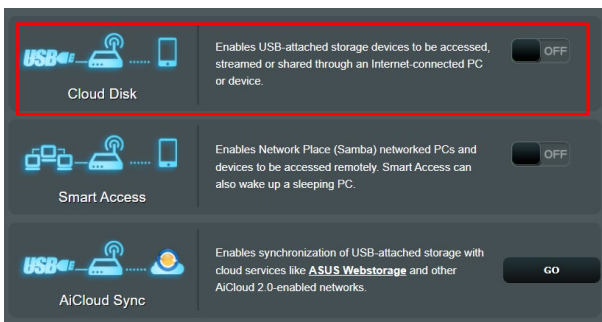 USB
Cloud Disk
Enables USB-attached storage devices to be accessed,
streamed or shared through an Internet-connected PC
or device.
OFF
Smart Access
Enables Network Place (Samba) networked PCs and
devices to be accessed remotely. Smart Access can
also wake up a sleeping PC.
OFF
USB
AiCloud Sync
Enables synchronization of USB-attached storage with
cloud services like ASUS Webstorage and other
AiCloud 2.0-enabled networks.
GO